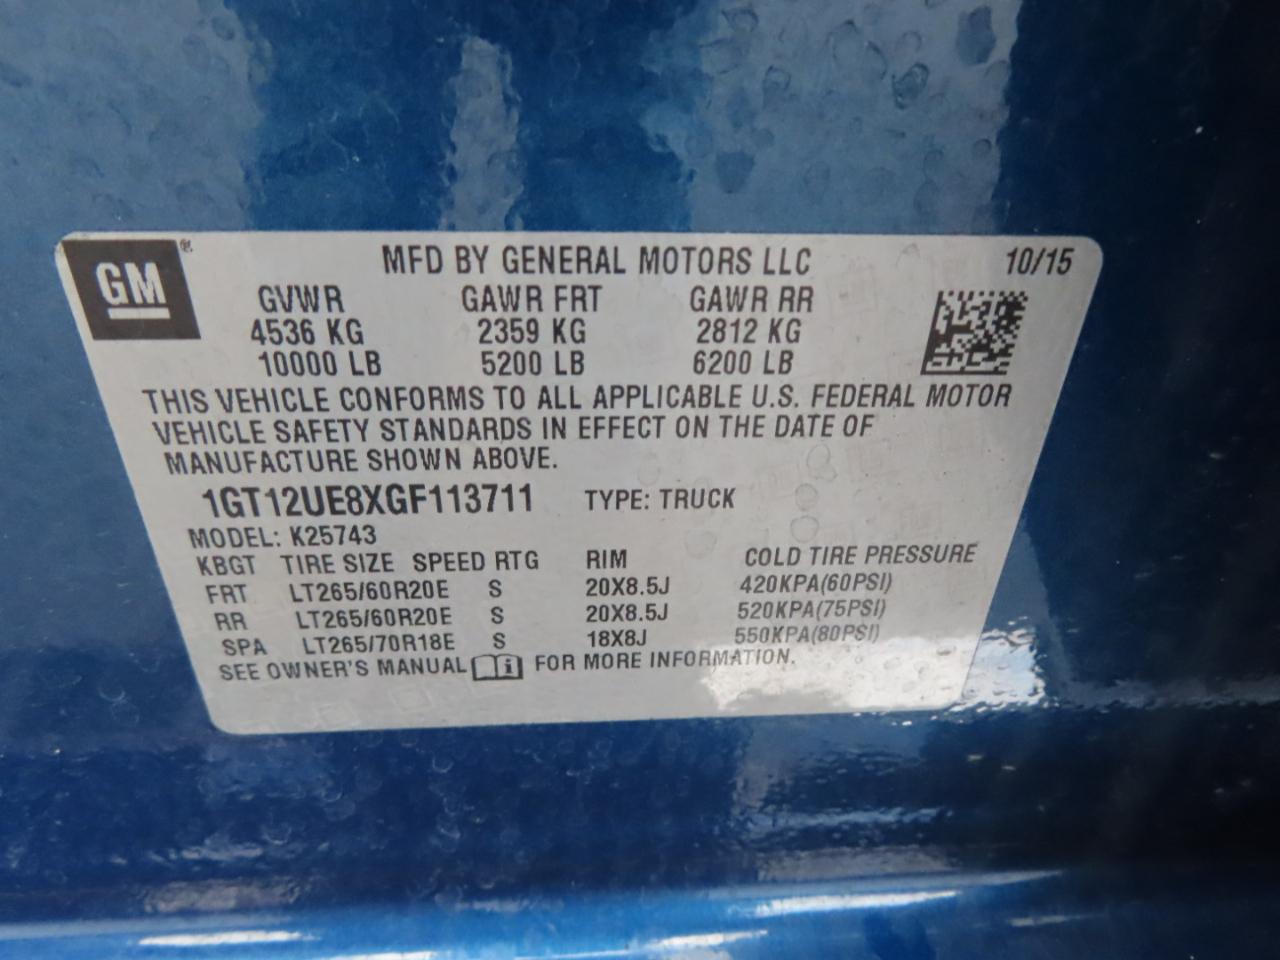 GM ® MFD BY GENERAL MOTORS LLC 10/15
GVWR GAWR FRT GAWR RR
4536 KG 2359 KG 2812 KG
10000 LB 5200 LB 6200 LB
THIS VEHICLE CONFORMS TO ALL APPLICABLE U.S. FEDERAL MOTOR
VEHICLE SAFETY STANDARDS IN EFFECT ON THE DATE OF
MANUFACTURE SHOWN ABOVE.
1GT12UE8XGF113711 TYPE: TRUCK
MODEL: K25743
KBGT TIRE SIZE SPEED RTG RIM COLD TIRE PRESSURE
FRT LT265/60R20E S 20X8.5J 420KPA(60PSI)
RR LT265/60R20E S 20X8.5J 520KPA(75PSI)
SPA LT265/70R18E S 18X8J 550KPA(80PSI)
SEE OWNER'S MANUAL i FOR MORE INFORMATION.